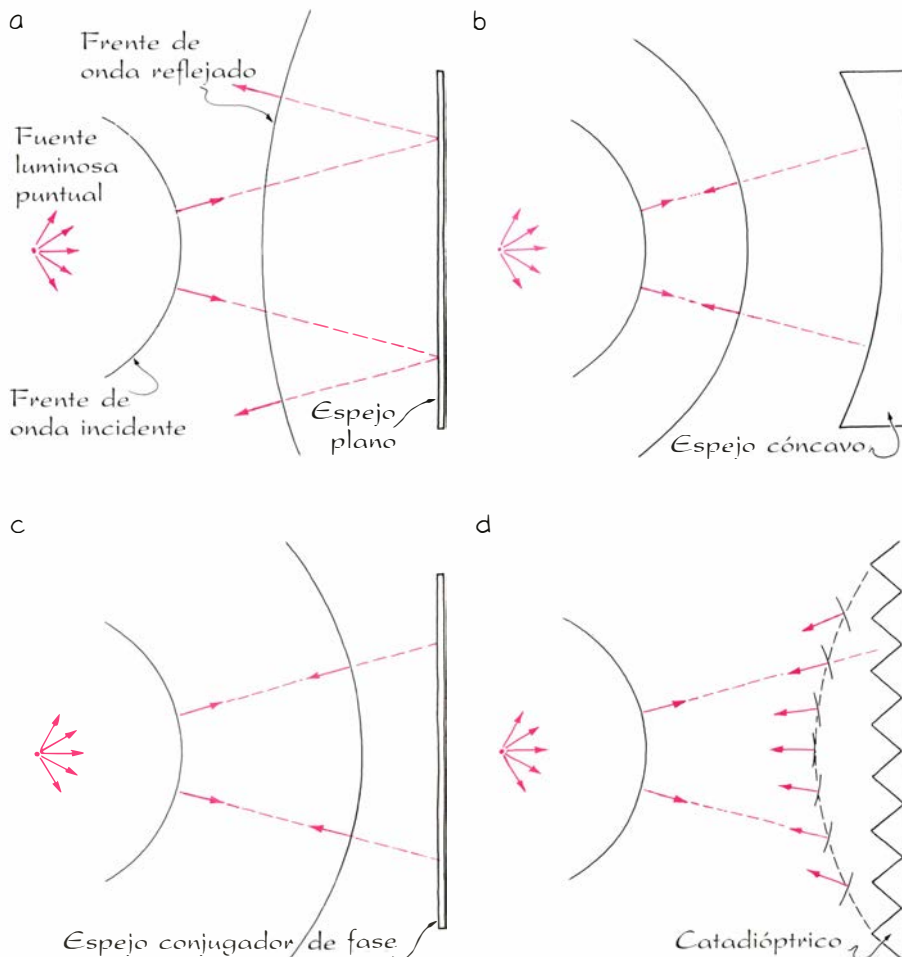 a
Frente de
onda reflejado
Fuente
luminosa
puntual
Frente de
onda incidente
Espejo
plano
b
Espejo cóncavo
c
Espejo conjugador de fase
d
Catadióptrico